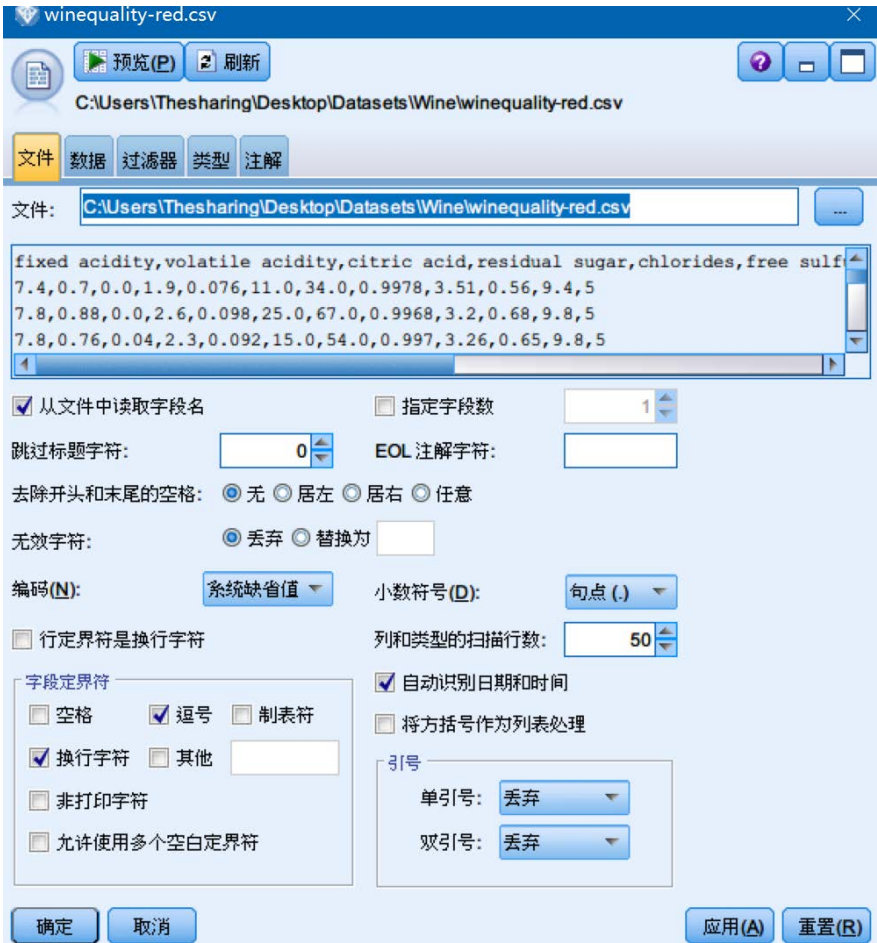 winequality-red.csv
预览(P) 刷新
C:\Users\Thesharing\Desktop\Datasets\Wine\winequality-red.csv
文件 数据 过滤器 类型 注解
文件: C:\Users\Thesharing\Desktop\Datasets\Wine\winequality-red.csv ...
fixed acidity,volatile acidity,citric acid,residual sugar,chlorides,free sulf
7.4,0.7,0.0,1.9,0.076,11.0,34.0,0.9978,3.51,0.56,9.4,5
7.8,0.88,0.0,2.6,0.098,25.0,67.0,0.9968,3.2,0.68,9.8,5
7.8,0.76,0.04,2.3,0.092,15.0,54.0,0.997,3.26,0.65,9.8,5
从文件中读取字段名 指定字段数 1
跳过标题字符: 0 EOL 注解字符:
去除开头和末尾的空格: 无 居左 居右 任意
无效字符: 丢弃 替换为
编码(N): 系统缺省值 小数符号(D): 句点 (.)
行定界符是换行字符 列和类型的扫描行数: 50
字段定界符 自动识别日期和时间
空格 逗号 制表符 将方括号作为列表处理
换行字符 其他 引号
非打印字符 单引号: 丢弃
允许使用多个空白定界符 双引号: 丢弃
确定 取消 应用(A) 重置(R)